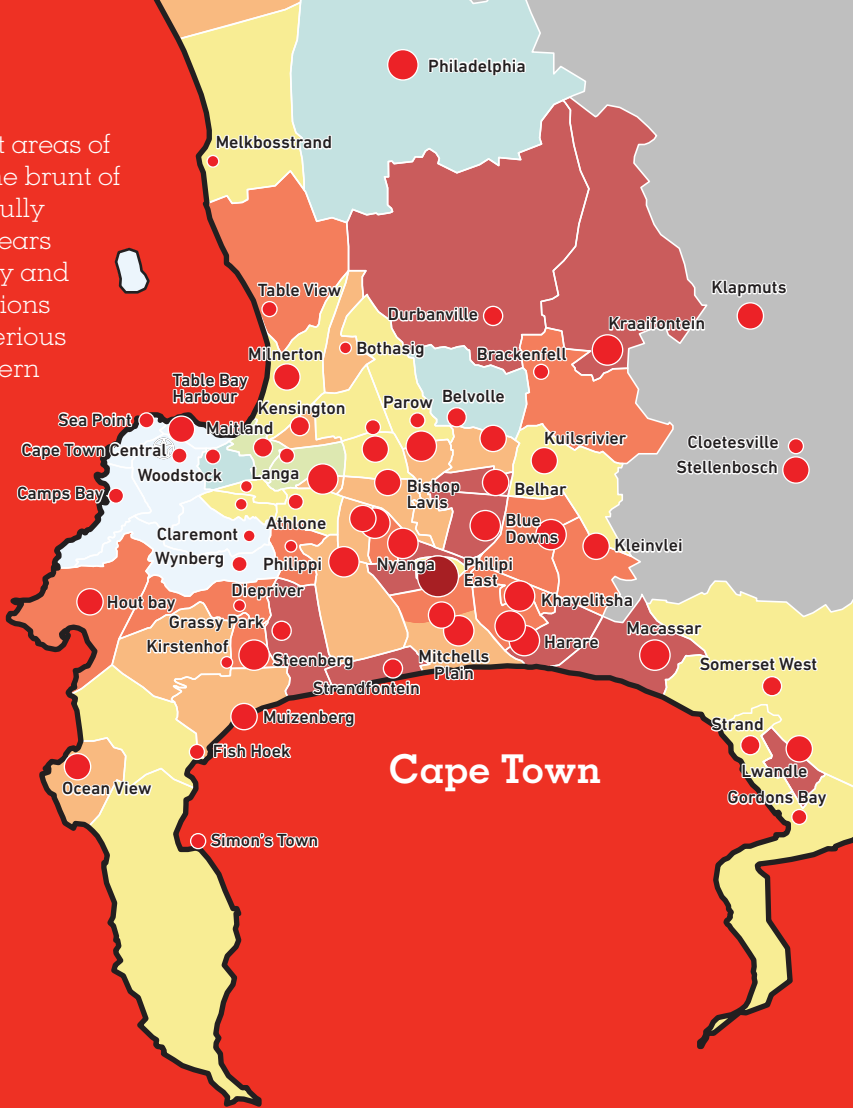 t areas of
e brunt of
ully
ears
y and
ions
erious
ern
Philadelphia
Melkbosstrand
Table View
Klapmuts
Durbanville
Kraaifontein
Bothasig
Milnerton
Brackenfell
Table Bay
Harbour
Parow
Belvolle
Kensington
Sea Point
Maitland
Kuilsrivier
Cloetesville
Cape Town Central
Stellenbosch
Woodstock
Langa
Bishop
Lavis
Belhar
Camps Bay
Athlone
Blue
Downs
Claremont
Kleinvlei
Wynberg
Philippi
Nyanga
Philipi
East
Diepriver
Hout bay
Khayelitsha
Grassy Park
Macassar
Kirstenhof
Harare
Steenberg
Mitchells
Plain
Somerset West
Strandfontein
Muizenberg
Strand
Fish Hoek
Cape Town
Lwandle
Ocean View
Gordons Bay
Simon's Town